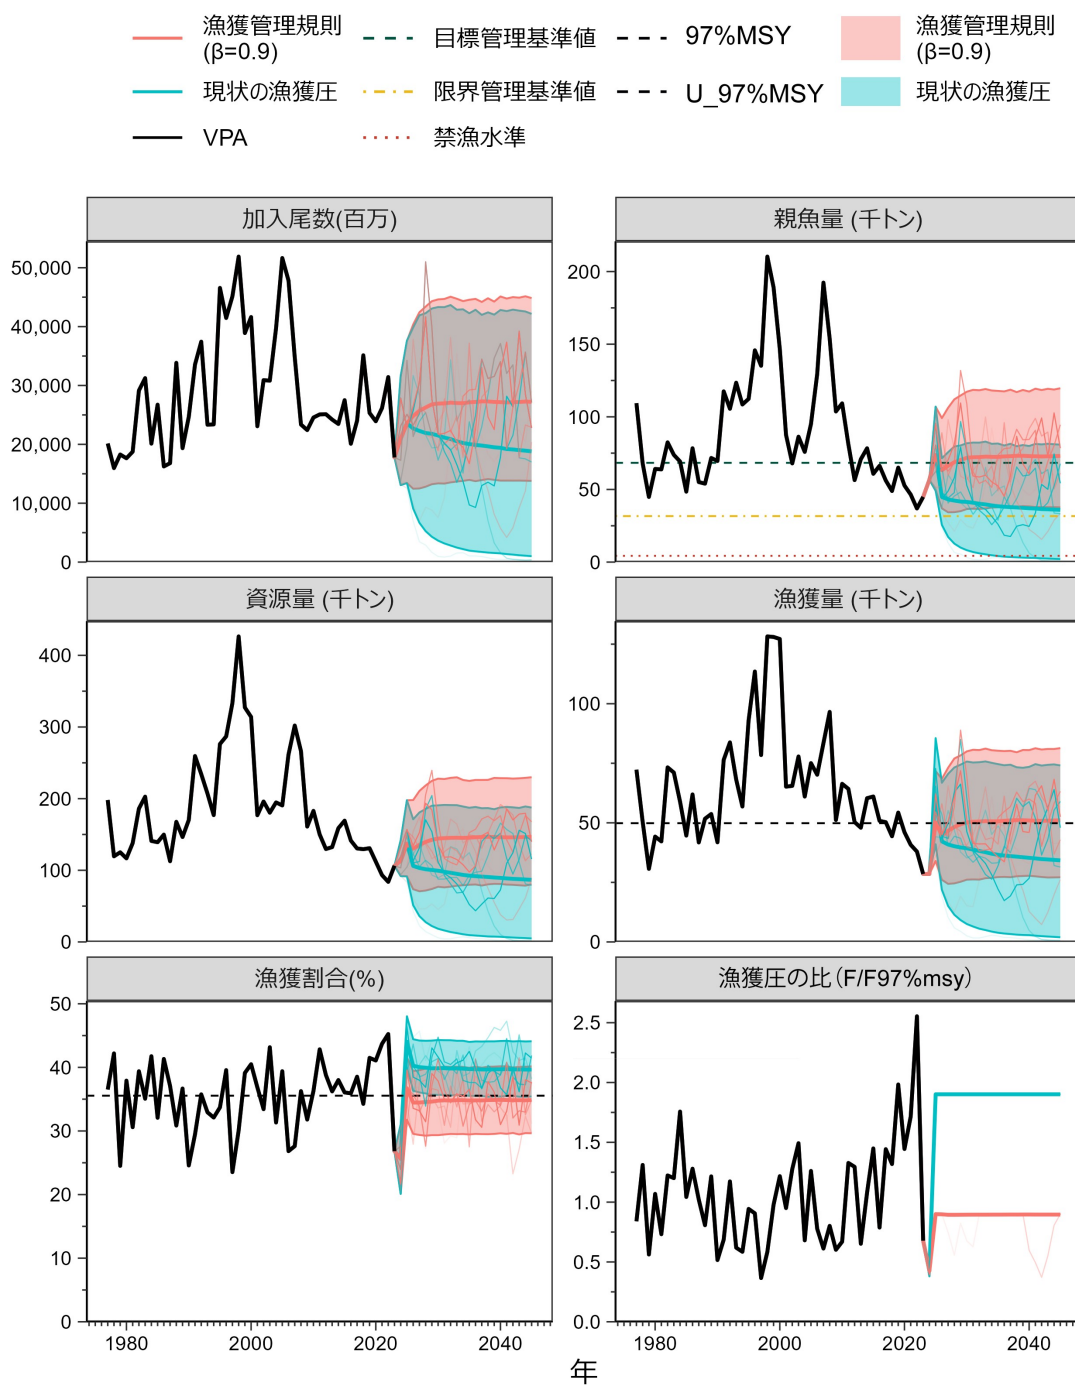 漁獲管理規則
(β=0.9)
目標管理基準値
97%MSY
漁獲管理規則
(β=0.9)
現状の漁獲圧
限界管理基準値
U_97%MSY
現状の漁獲圧
VPA
禁漁水準
加入尾数(百万)
50,000
40,000
30,000
20,000
10,000
0
親魚量 (千トン)
200
150
100
50
0
資源量 (千トン)
400
300
200
100
0
漁獲量 (千トン)
100
50
0
漁獲割合(%)
50
40
30
20
10
0
1980
2000
2020
2040
漁獲圧の比(F/F97%msy)
2.5
2.0
1.5
1.0
0.5
0.0
1980
2000
2020
2040
年